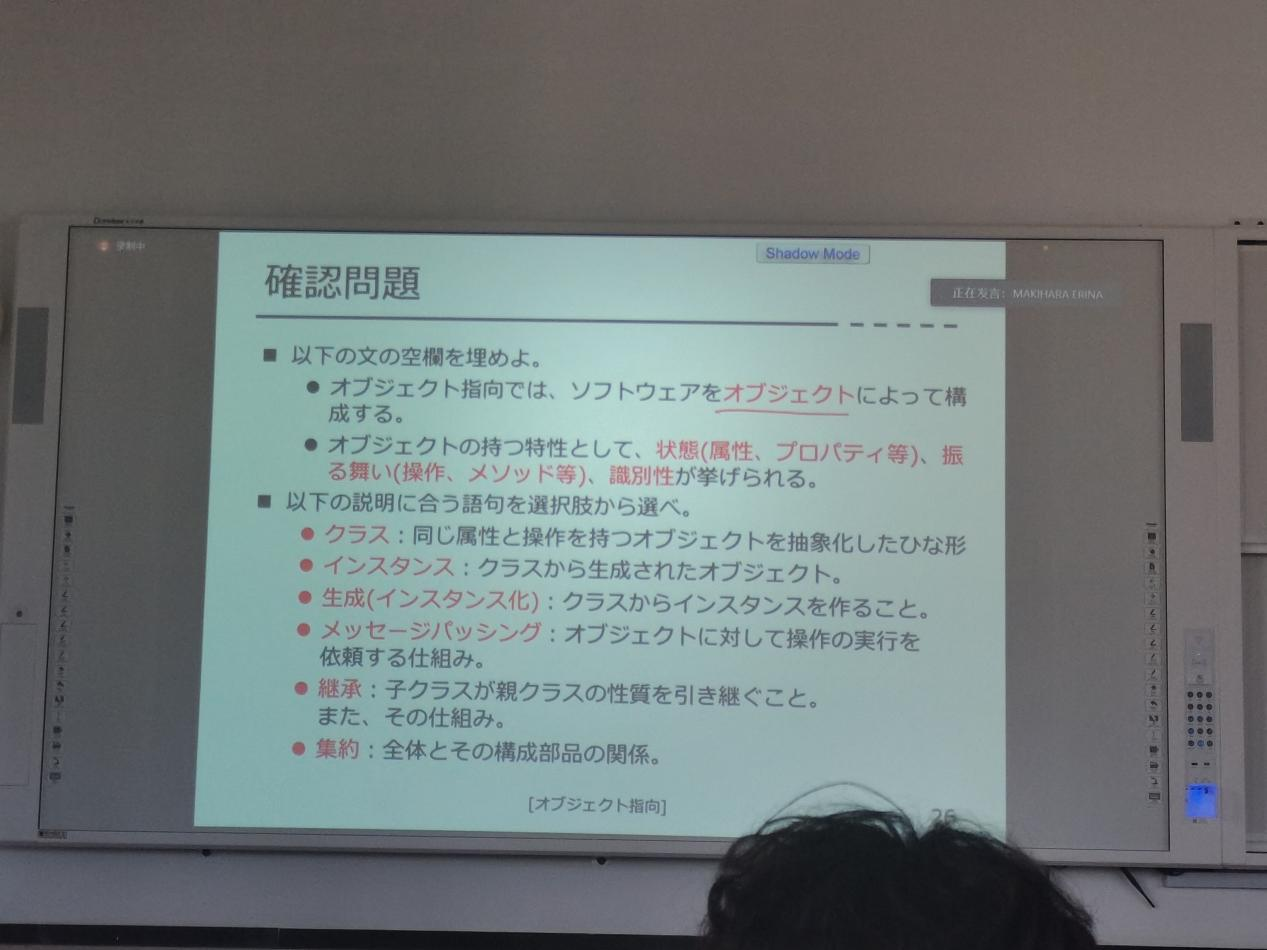 录制中
Shadow Mode
正在发言: MAKIHARA ERINA
確認問題
以下の文の空欄を埋めよ。
オブジェクト指向では、ソフトウェアをオブジェクトによって構
成する。
オブジェクトの持つ特性として、状態(属性、プロパティ等)、振
る舞い(操作、メソッド等)、識別性が挙げられる。
以下の説明に合う語句を選択肢から選べ。
クラス：同じ属性と操作を持つオブジェクトを抽象化したひな形
インスタンス：クラスから生成されたオブジェクト。
生成(インスタンス化)：クラスからインスタンスを作ること。
メッセージパッシング：オブジェクトに対して操作の実行を
依頼する仕組み。
継承：子クラスが親クラスの性質を引き継ぐこと。
また、その仕組み。
集約：全体とその構成部品の関係。
[オブジェクト指向]
26